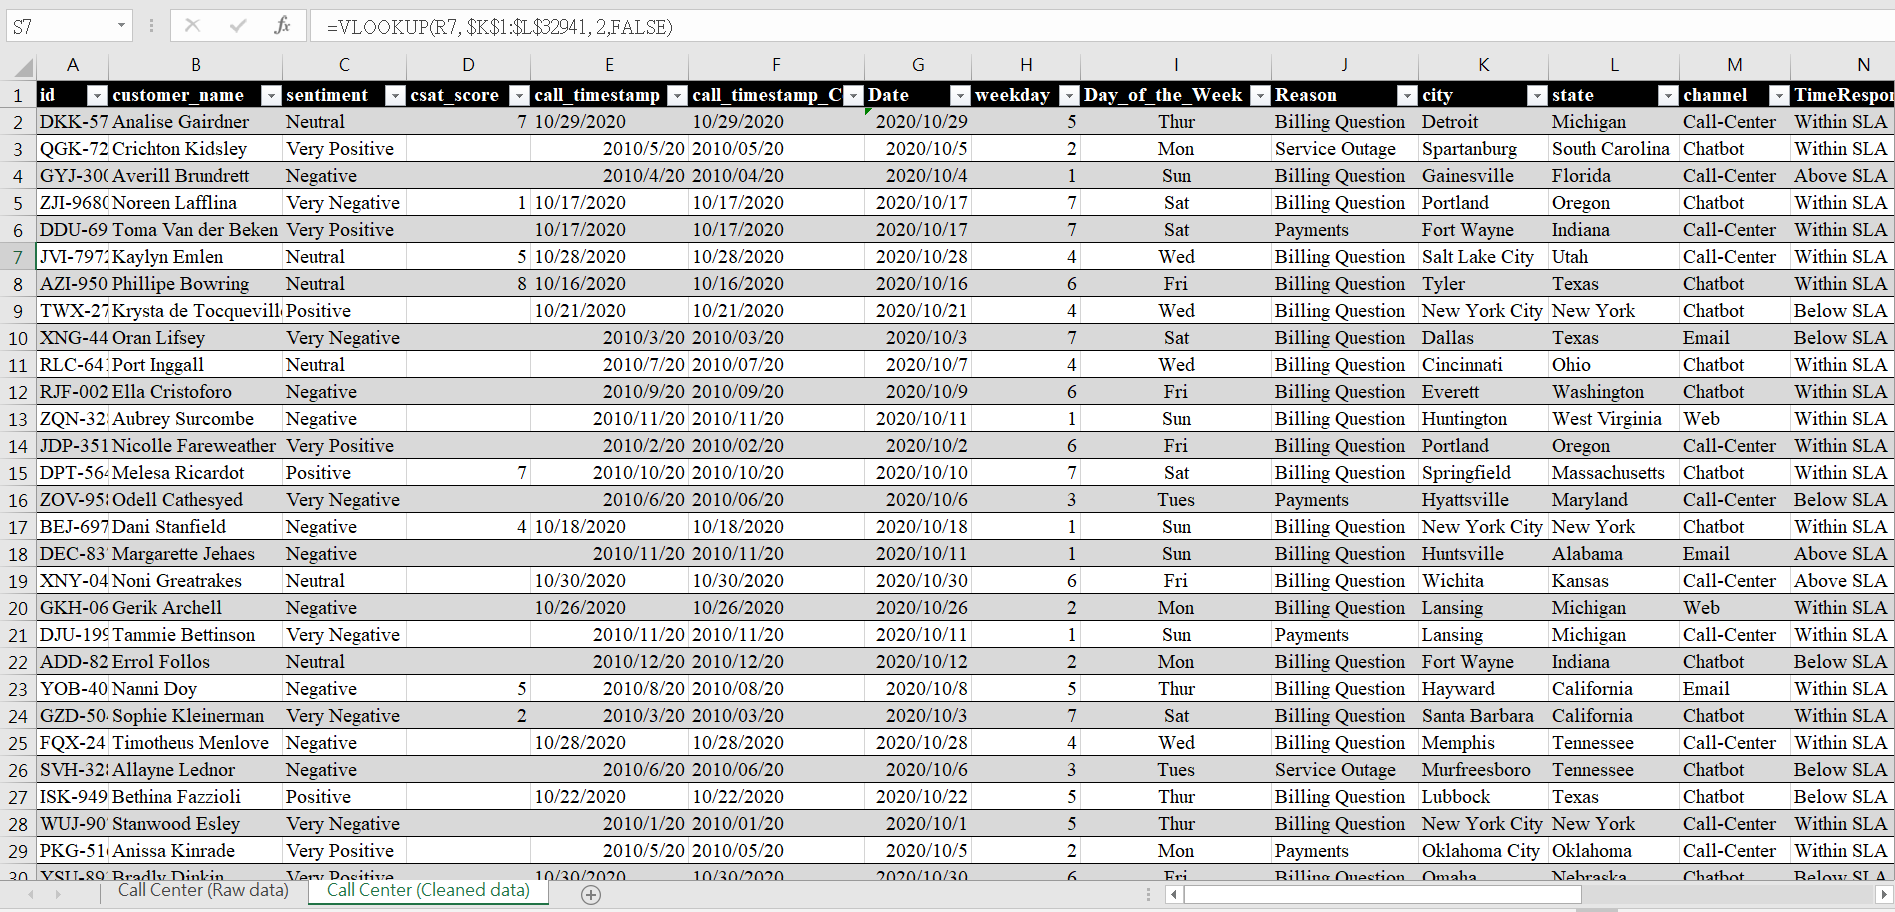 S7 fx =VLOOKUP(R7, $K$1:$L$32941, 2,FALSE)
A B C D E F G H I J K L M N
1 id customer_name sentiment csat_score call_timestamp call_timestamp_C Date weekday Day_of_the_Week Reason city state channel TimeRespon
2 DKK-57 Analise Gairdner Neutral 7 10/29/2020 10/29/2020 2020/10/29 5 Thur Billing Question Detroit Michigan Call-Center Within SLA
3 QGK-72 Crichton Kidsley Very Positive 2010/5/20 2010/05/20 2020/10/5 2 Mon Service Outage Spartanburg South Carolina Chatbot Within SLA
4 GYJ-300 Averill Brundrett Negative 2010/4/20 2010/04/20 2020/10/4 1 Sun Billing Question Gainesville Florida Call-Center Above SLA
5 ZJI-9680 Noreen Lafflina Very Negative 1 10/17/2020 10/17/2020 2020/10/17 7 Sat Billing Question Portland Oregon Chatbot Within SLA
6 DDU-69 Toma Van der Beken Very Positive 10/17/2020 10/17/2020 2020/10/17 7 Sat Payments Fort Wayne Indiana Call-Center Within SLA
7 JVI-7972 Kaylyn Emlen Neutral 5 10/28/2020 10/28/2020 2020/10/28 4 Wed Billing Question Salt Lake City Utah Call-Center Within SLA
8 AZI-950 Phillipe Bowring Neutral 8 10/16/2020 10/16/2020 2020/10/16 6 Fri Billing Question Tyler Texas Chatbot Within SLA
9 TWX-27 Krysta de Tocquevill Positive 10/21/2020 10/21/2020 2020/10/21 4 Wed Billing Question New York City New York Chatbot Below SLA
10 XNG-44 Oran Lifsey Very Negative 2010/3/20 2010/03/20 2020/10/3 7 Sat Billing Question Dallas Texas Email Below SLA
11 RLC-64 Port Inggall Neutral 2010/7/20 2010/07/20 2020/10/7 4 Wed Billing Question Cincinnati Ohio Chatbot Within SLA
12 RJF-002 Ella Cristoforo Negative 2010/9/20 2010/09/20 2020/10/9 6 Fri Billing Question Everett Washington Chatbot Within SLA
13 ZQN-32 Aubrey Surcombe Negative 2010/11/20 2010/11/20 2020/10/11 1 Sun Billing Question Huntington West Virginia Web Within SLA
14 JDP-351 Nicolle Fareweather Very Positive 2010/2/20 2010/02/20 2020/10/2 6 Fri Billing Question Portland Oregon Call-Center Within SLA
15 DPT-564 Melesa Ricardot Positive 7 2010/10/20 2010/10/20 2020/10/10 7 Sat Billing Question Springfield Massachusetts Chatbot Within SLA
16 ZOV-95 Odell Cathesyed Very Negative 2010/6/20 2010/06/20 2020/10/6 3 Tues Payments Hyattsville Maryland Call-Center Below SLA
17 BEJ-697 Dani Stanfield Negative 4 10/18/2020 10/18/2020 2020/10/18 1 Sun Billing Question New York City New York Chatbot Within SLA
18 DEC-83 Margarette Jehaes Negative 2010/11/20 2010/11/20 2020/10/11 1 Sun Billing Question Huntsville Alabama Email Above SLA
19 XNY-04 Noni Greatrakes Neutral 10/30/2020 10/30/2020 2020/10/30 6 Fri Billing Question Wichita Kansas Call-Center Above SLA
20 GKH-06 Gerik Archell Negative 10/26/2020 10/26/2020 2020/10/26 2 Mon Billing Question Lansing Michigan Web Within SLA
21 DJU-199 Tammie Bettinson Very Negative 2010/11/20 2010/11/20 2020/10/11 1 Sun Payments Lansing Michigan Call-Center Within SLA
22 ADD-82 Errol Follos Neutral 2010/12/20 2010/12/20 2020/10/12 2 Mon Billing Question Fort Wayne Indiana Chatbot Below SLA
23 YOB-40 Nanni Doy Negative 5 2010/8/20 2010/08/20 2020/10/8 5 Thur Billing Question Hayward California Email Within SLA
24 GZD-50 Sophie Kleinerman Very Negative 2 2010/3/20 2010/03/20 2020/10/3 7 Sat Billing Question Santa Barbara California Chatbot Within SLA
25 FQX-24 Timotheus Menlove Negative 10/28/2020 10/28/2020 2020/10/28 4 Wed Billing Question Memphis Tennessee Call-Center Within SLA
26 SVH-328 Allayne Lednor Negative 2010/6/20 2010/06/20 2020/10/6 3 Tues Service Outage Murfreesboro Tennessee Chatbot Below SLA
27 ISK-949 Bethina Fazzioli Positive 10/22/2020 10/22/2020 2020/10/22 5 Thur Billing Question Lubbock Texas Chatbot Below SLA
28 WUJ-90 Stanwood Esley Very Negative 2010/1/20 2010/01/20 2020/10/1 5 Thur Billing Question New York City New York Call-Center Within SLA
29 PKG-51 Anissa Kinrade Very Positive 2010/5/20 2010/05/20 2020/10/5 2 Mon Payments Oklahoma City Oklahoma Call-Center Within SLA
30 YSU-89 Bradly Dinkin Very Positive 10/30/2020 10/30/2020 2020/10/30 6 Fri Billing Question Omaha Nebraska Chatbot Below SLA
Call Center (Raw data) Call Center (Cleaned data)